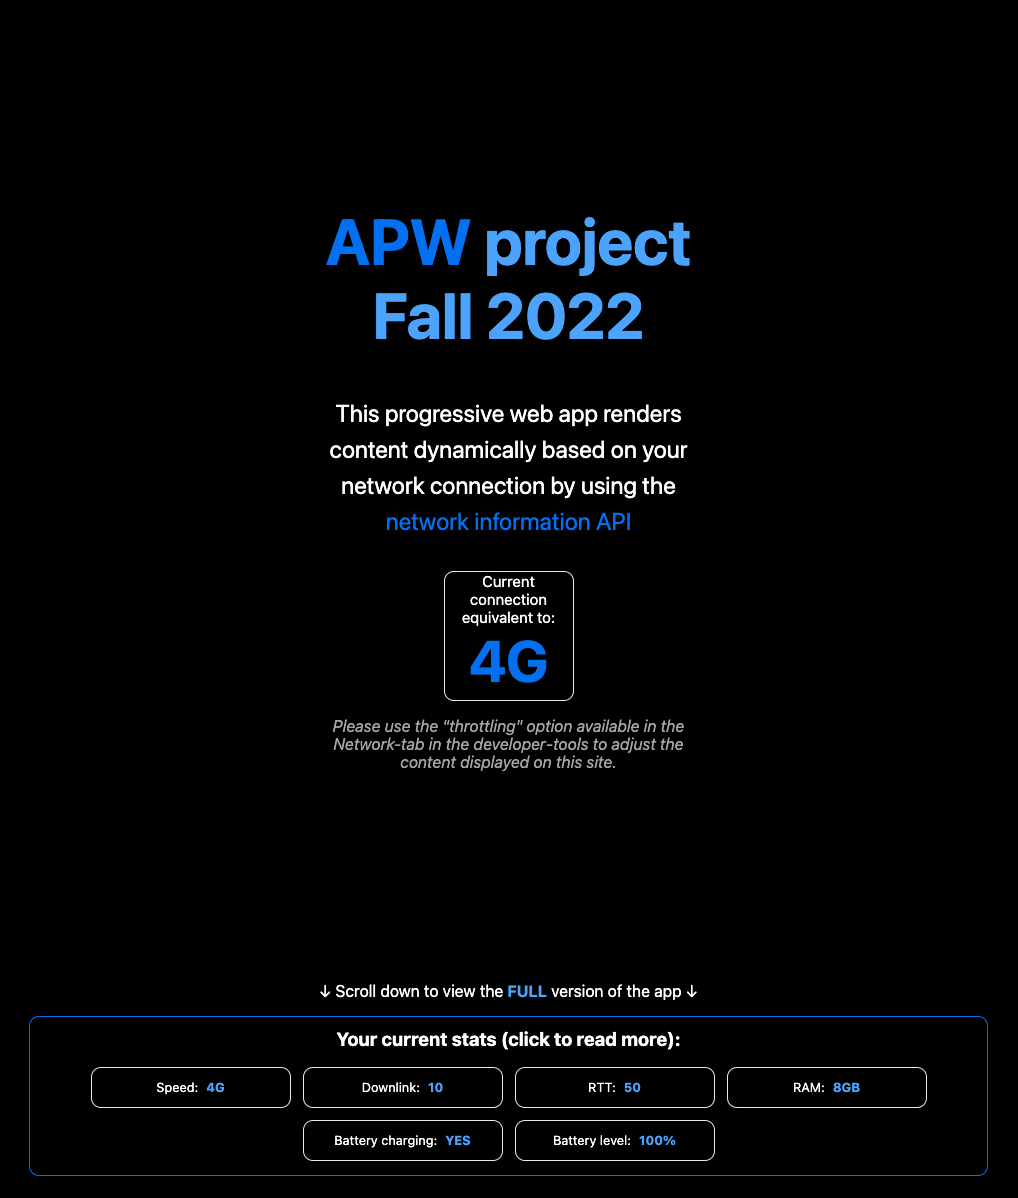 APW project
Fall 2022
This progressive web app renders
content dynamically based on your
network connection by using the
network information API
Current
connection
equivalent to:
4G
Please use the "throttling" option available in the
Network-tab in the developer-tools to adjust the
content displayed on this site.
↓ Scroll down to view the FULL version of the app ↓
Your current stats (click to read more):
Speed: 4G
Downlink: 10
RTT: 50
RAM: 8GB
Battery charging: YES
Battery level: 100%